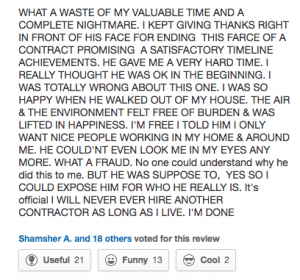 WHAT A WASTE OF MY VALUABLE TIME AND A
COMPLETE NIGHTMARE. I KEPT GIVING THANKS RIGHT
IN FRONT OF HIS FACE FOR ENDING  THIS FARCE OF A
CONTRACT PROMISING  A SATISFACTORY TIMELINE
ACHIEVEMENTS. HE GAVE ME A VERY HARD TIME. I
REALLY THOUGHT HE WAS OK IN THE BEGINNING. I
WAS TOTALLY WRONG ABOUT THIS ONE. I WAS SO
HAPPY WHEN HE WALKED OUT OF MY HOUSE. THE AIR
& THE ENVIRONMENT FELT FREE OF BURDEN & WAS
LIFTED IN HAPPINESS. I'M FREE I TOLD HIM I ONLY
WANT NICE PEOPLE WORKING IN MY HOME & AROUND
ME. HE COULD'NT EVEN LOOK ME IN MY EYES ANY
MORE. WHAT A FRAUD. No one could understand why he
did this to me. BUT HE WAS SUPPOSE TO,  YES SO I
COULD EXPOSE HIM FOR WHO HE REALLY IS. It's
official I WILL NEVER EVER HIRE ANOTHER
CONTRACTOR AS LONG AS I LIVE. I'M DONE
Shamsher A. and 18 others voted for this review
Useful 21 Funny 13 Cool 2